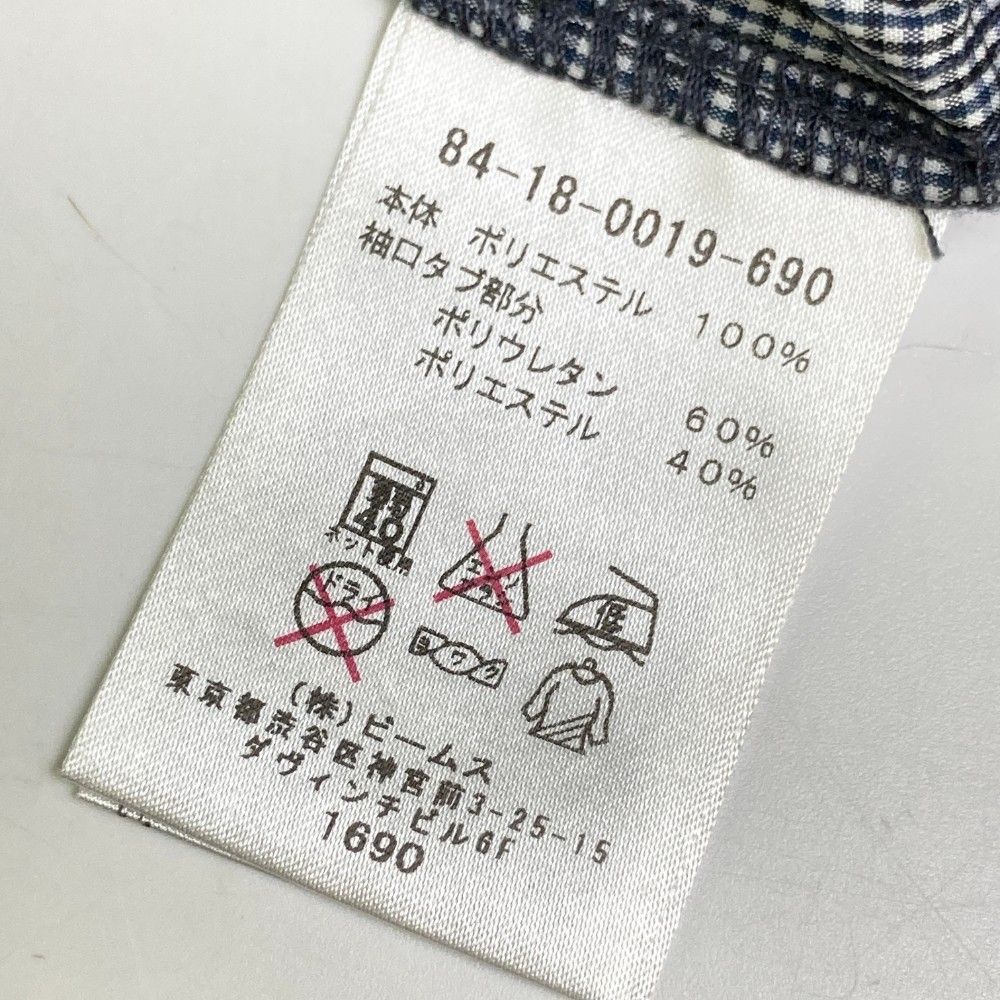 84-18-0019-690
本体 ポリエステル 100%
袖口タブ部分
ポリウレタン 60%
ポリエステル 40%
40
ネット使用
エンソ
低
ドライ
ヨワク
(株)ビームス
東京都渋谷区神宮前3-25-15
ダヴィンチビル6F
1690